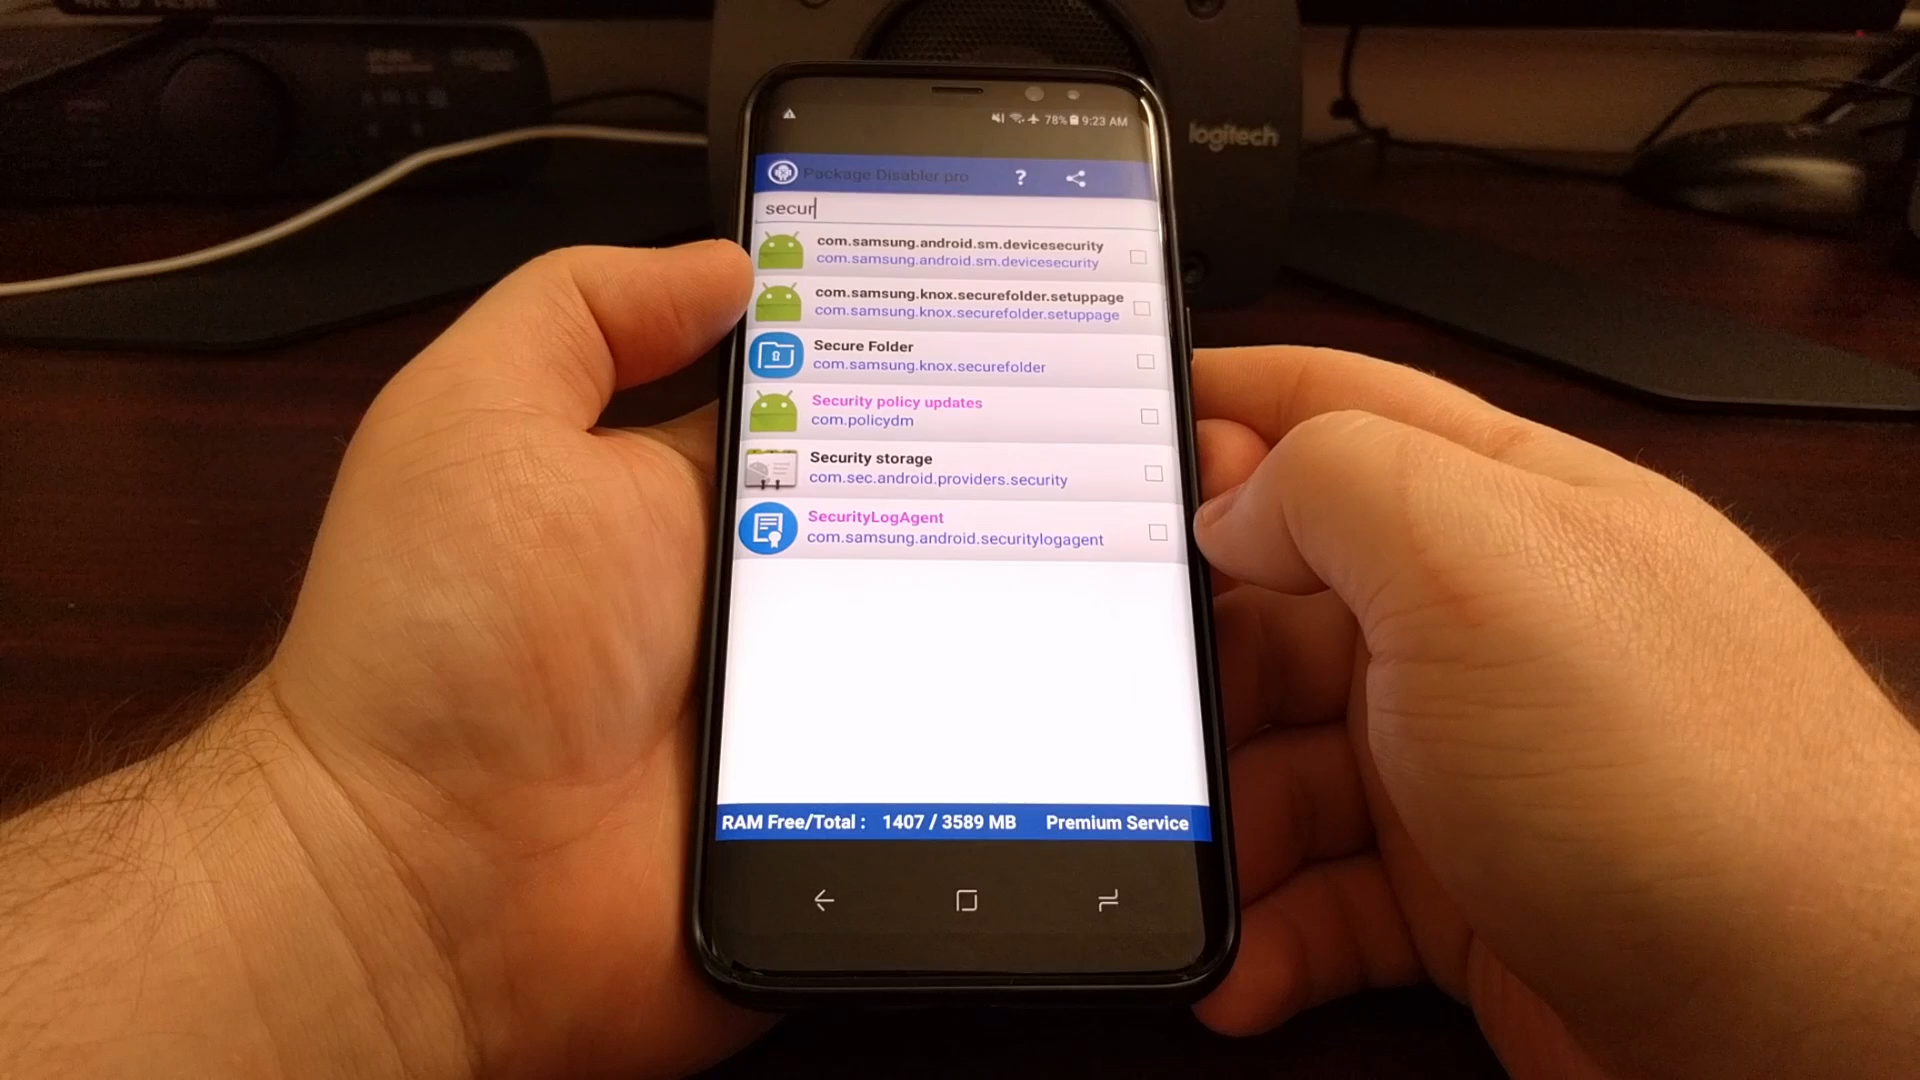 78% 9:23 AM
logitech
Package Disabler pro ?
secur
com.samsung.android.sm.devicesecurity
com.samsung.android.sm.devicesecurity
com.samsung.knox.securefolder.setuppage
com.samsung.knox.securefolder.setuppage
Secure Folder
com.samsung.knox.securefolder
Security policy updates
com.policydm
Security storage
com.sec.android.providers.security
SecurityLogAgent
com.samsung.android.securitylogagent
RAM Free/Total : 1407 / 3589 MB Premium Service